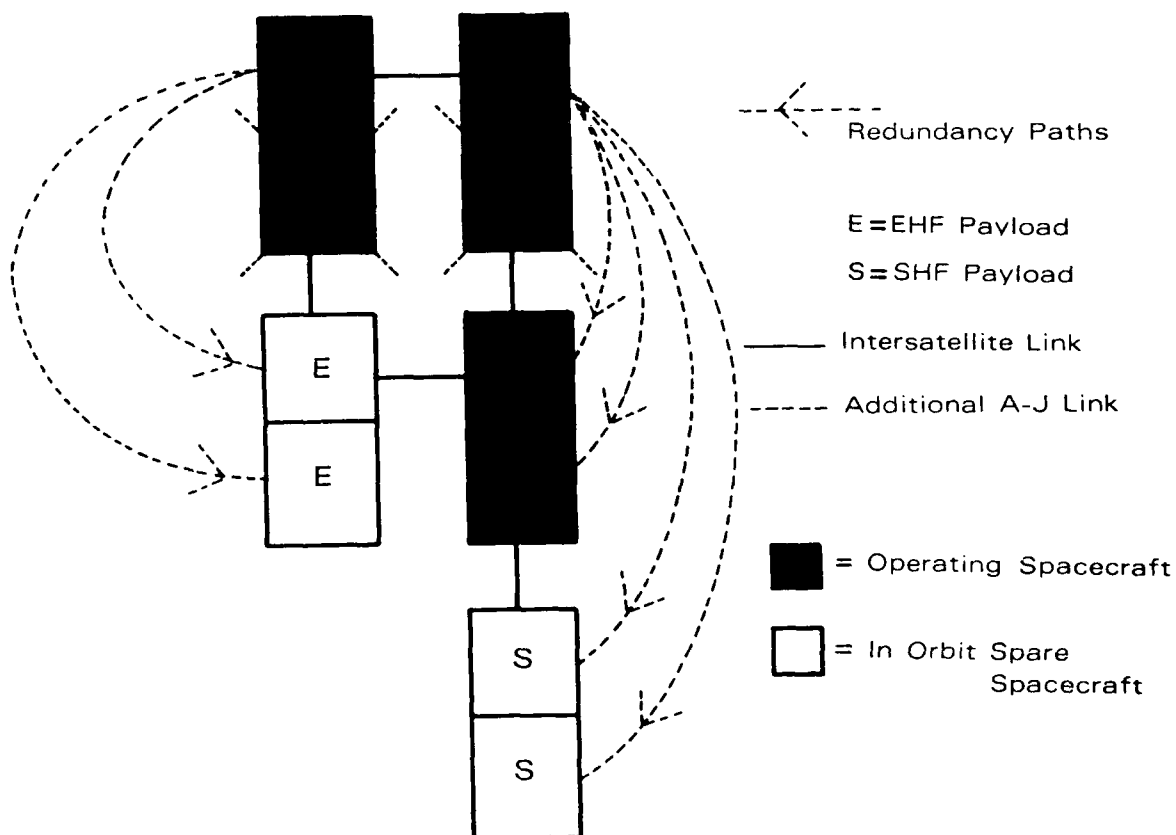 Redundancy Paths
E=EHF Payload
S=SHF Payload
Intersatellite Link
Additional A-J Link
E
E
= Operating Spacecraft
S
= In Orbit Spare
Spacecraft
S